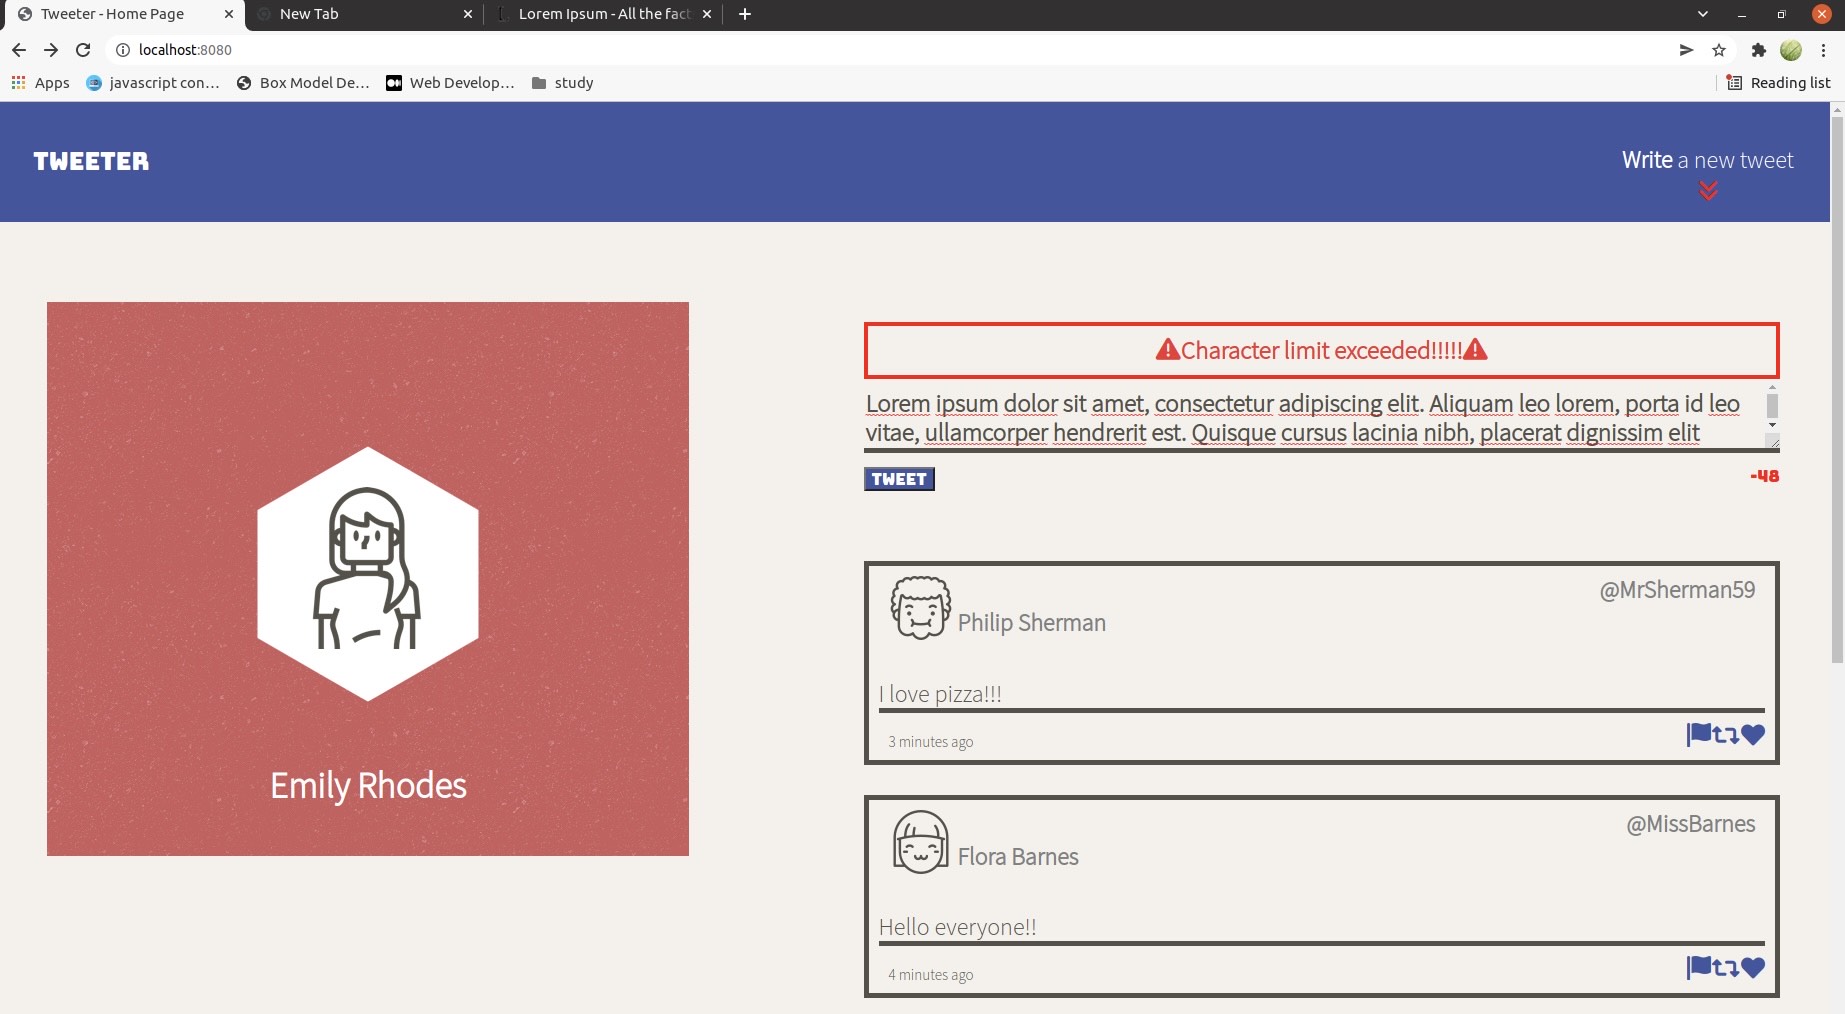 Tweeter - Home Page
New Tab
Lorem Ipsum - All the fact
localhost:8080
Apps
javascript con...
Box Model De...
Web Develop...
study
Reading list
TWEETER
Write a new tweet
Emily Rhodes
Character limit exceeded!!!!!
Lorem ipsum dolor sit amet, consectetur adipiscing elit. Aliquam leo lorem, porta id leo
vitae, ullamcorper hendrerit est. Quisque cursus lacinia nibh, placerat dignissim elit
TWEET
-48
@MrSherman59
Philip Sherman
I love pizza!!!
3 minutes ago
@MissBarnes
Flora Barnes
Hello everyone!!
4 minutes ago